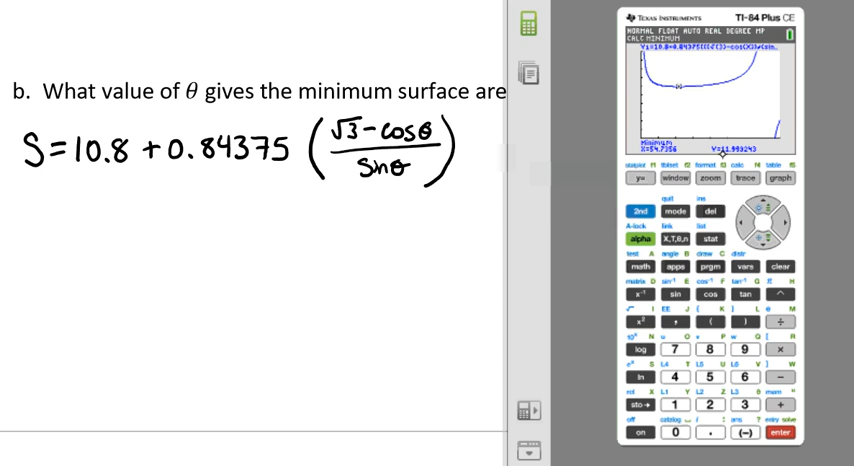 b. What value of θ gives the minimum surface are
S = 10.8 + 0.84375 (√3 - cosθ / sinθ)
TEXAS INSTRUMENTS TI-84 Plus CE
NORMAL FLOAT AUTO REAL DEGREE MP
CALC MINIMUM
Minimum
X=54.7356 Y=11.993243
statplot f1 tblset f2 format f3 calc f4 table f5
y= window zoom trace graph
quit ins
2nd mode del
A-lock link list
alpha X,T,θ,n stat
test A angle B draw C distr
math apps prgm vars clear
matrix D sin⁻¹ E cos⁻¹ F tan⁻¹ G π H
x⁻¹ sin cos tan ^
√ I EE J { K } L e M
x² , ( ) ÷
10ˣ N u O v P w Q [ R
log 7 8 9 ×
eˣ S L4 T L5 U L6 V ] W
ln 4 5 6 −
rcl X L1 Y L2 Z L3 θ mem "
sto→ 1 2 3 +
off catalog ⎵ i : ans ? entry solve
on 0 . (−) enter